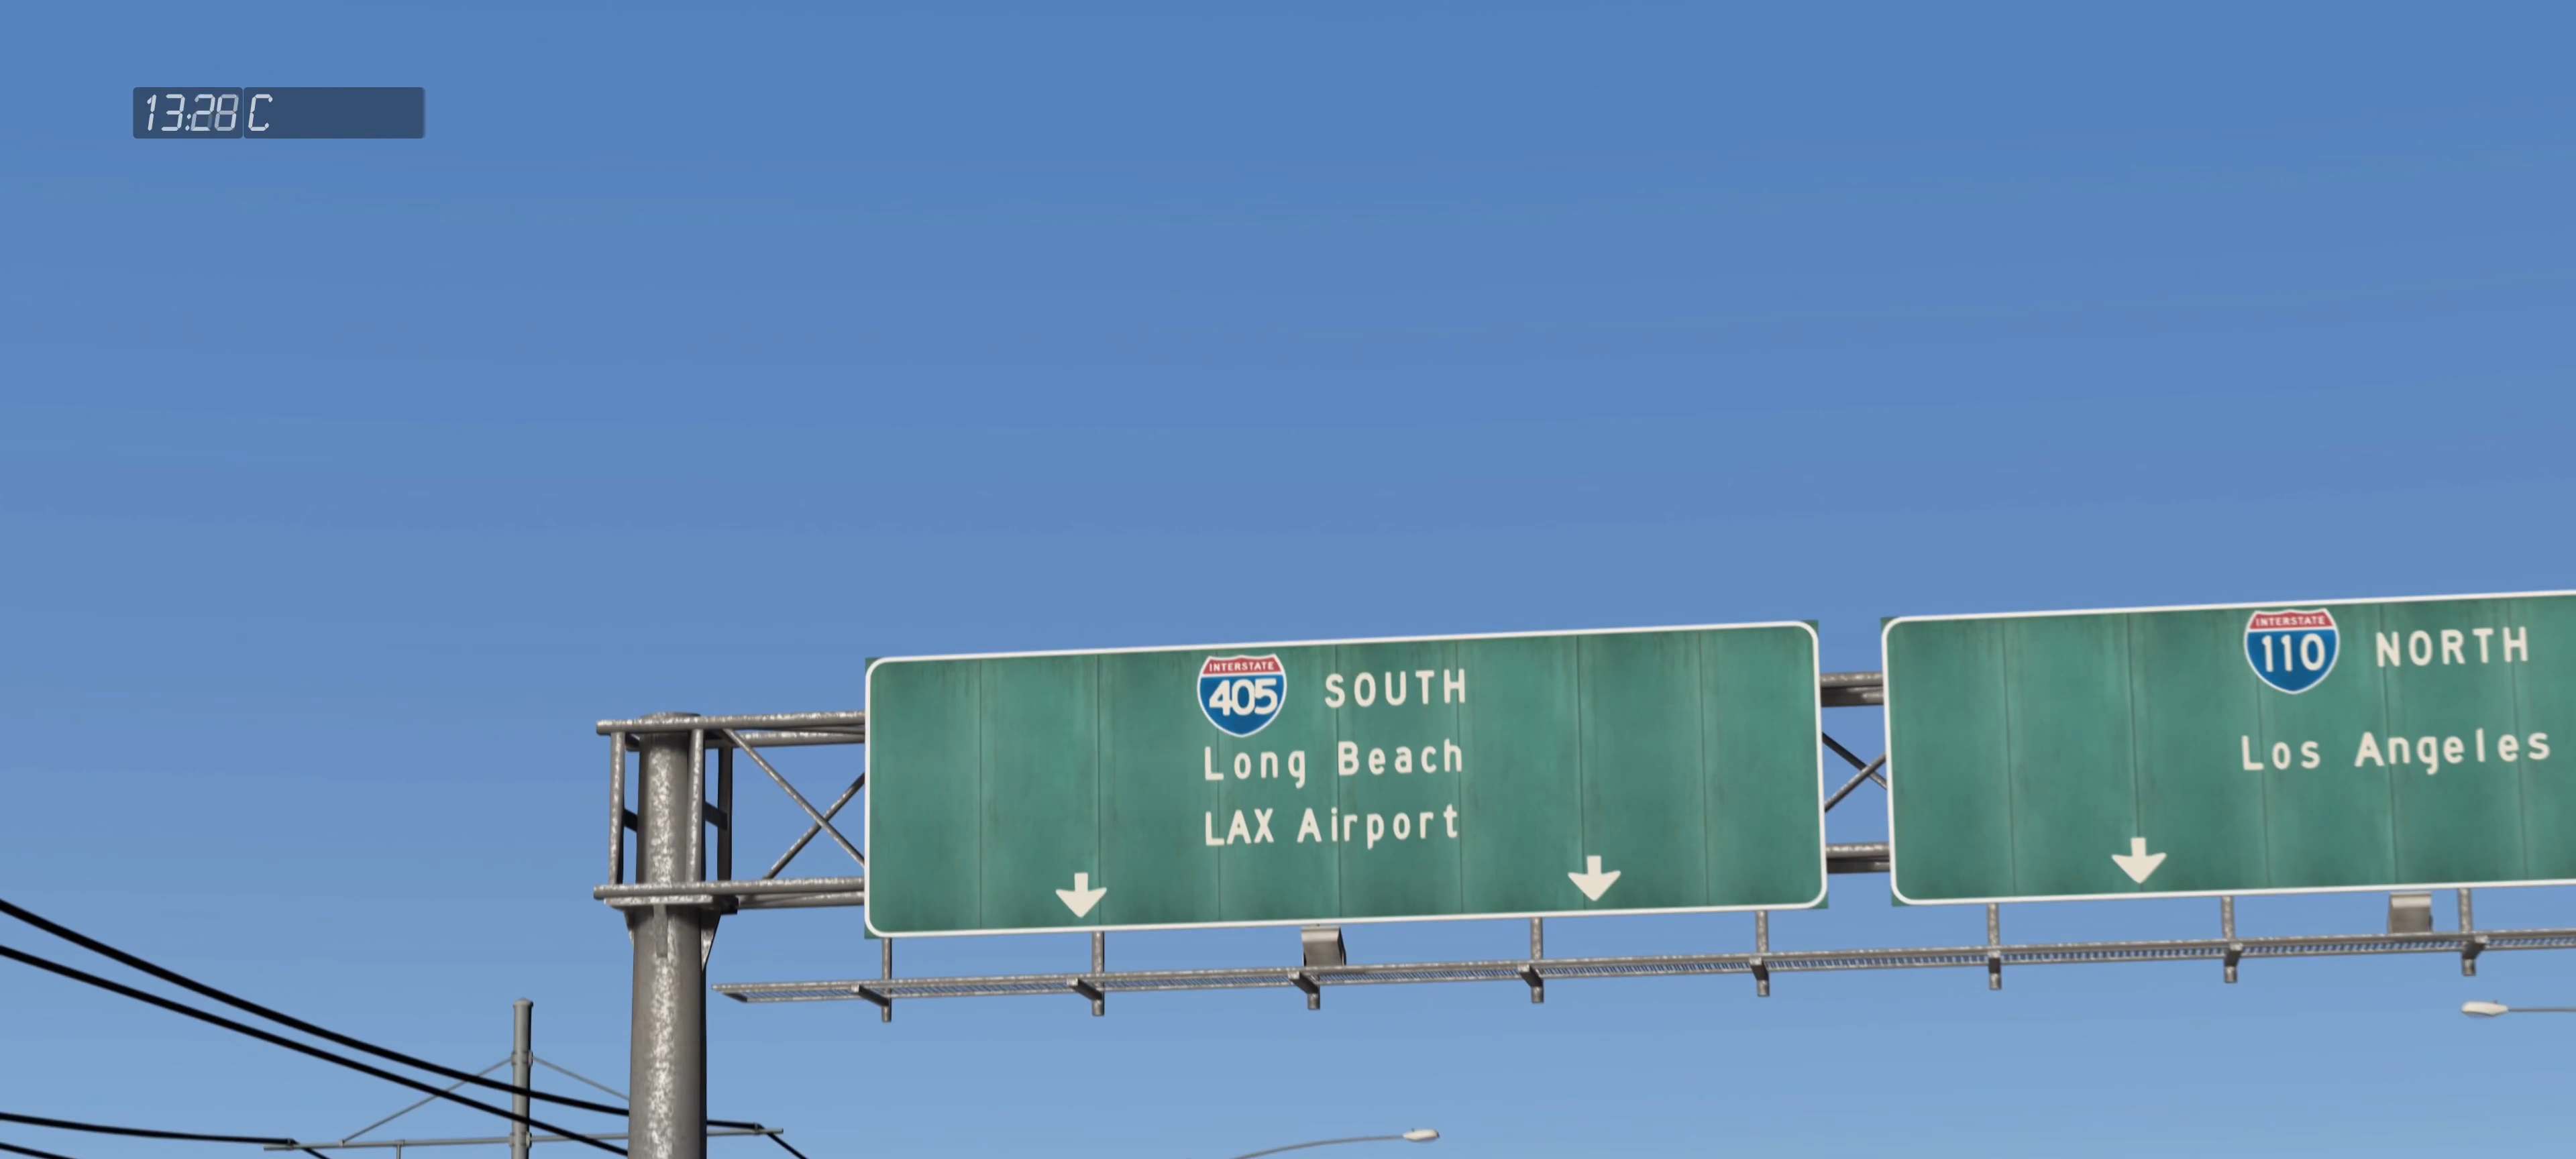 13:28 C
INTERSTATE
405 SOUTH
Long Beach
LAX Airport
INTERSTATE
110 NORTH
Los Angeles